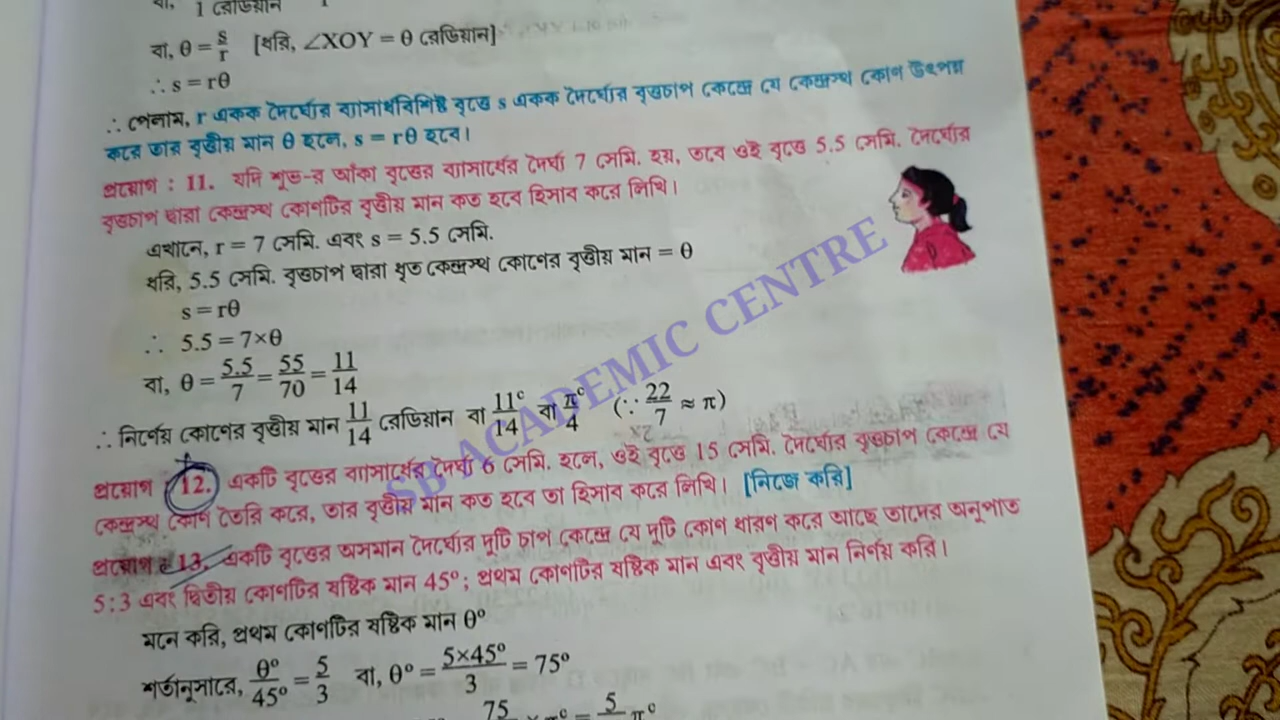 বা, 1 রেডিয়ান
বা, θ = s/r [ধরি, ∠XOY = θ রেডিয়ান]
∴ s = rθ
∴ পেলাম, r একক দৈর্ঘ্যের ব্যাসার্ধবিশিষ্ট বৃত্তে s একক দৈর্ঘ্যের বৃত্তচাপ কেন্দ্রে যে কেন্দ্রস্থ কোণ উৎপন্ন
করে তার বৃত্তীয় মান θ হলে, s = rθ হবে।
প্রয়োগ : 11. যদি শুভ-র আঁকা বৃত্তের ব্যাসার্ধের দৈর্ঘ্য 7 সেমি. হয়, তবে ওই বৃত্তে 5.5 সেমি. দৈর্ঘ্যের
বৃত্তচাপ দ্বারা কেন্দ্রস্থ কোণটির বৃত্তীয় মান কত হবে হিসাব করে লিখি।
এখানে, r = 7 সেমি. এবং s = 5.5 সেমি.
ধরি, 5.5 সেমি. বৃত্তচাপ দ্বারা ধৃত কেন্দ্রস্থ কোণের বৃত্তীয় মান = θ
s = rθ
∴ 5.5 = 7×θ
বা, θ = 5.5/7 = 55/70 = 11/14
∴ নির্ণেয় কোণের বৃত্তীয় মান 11/14 রেডিয়ান বা 11ᶜ/14 বা πᶜ/4 (∵ 22/7 ≈ π)
প্রয়োগ 12. একটি বৃত্তের ব্যাসার্ধের দৈর্ঘ্য 6 সেমি. হলে, ওই বৃত্তে 15 সেমি. দৈর্ঘ্যের বৃত্তচাপ কেন্দ্রে যে
কেন্দ্রস্থ কোণ তৈরি করে, তার বৃত্তীয় মান কত হবে তা হিসাব করে লিখি। [নিজে করি]
প্রয়োগ : 13. একটি বৃত্তের অসমান দৈর্ঘ্যের দুটি চাপ কেন্দ্রে যে দুটি কোণ ধারণ করে আছে তাদের অনুপাত
5 : 3 এবং দ্বিতীয় কোণটির ষষ্টিক মান 45°; প্রথম কোণটির ষষ্টিক মান এবং বৃত্তীয় মান নির্ণয় করি।
মনে করি, প্রথম কোণটির ষষ্টিক মান θ°
শর্তানুসারে, θ°/45° = 5/3 বা, θ° = 5×45°/3 = 75°
SB ACADEMIC CENTRE